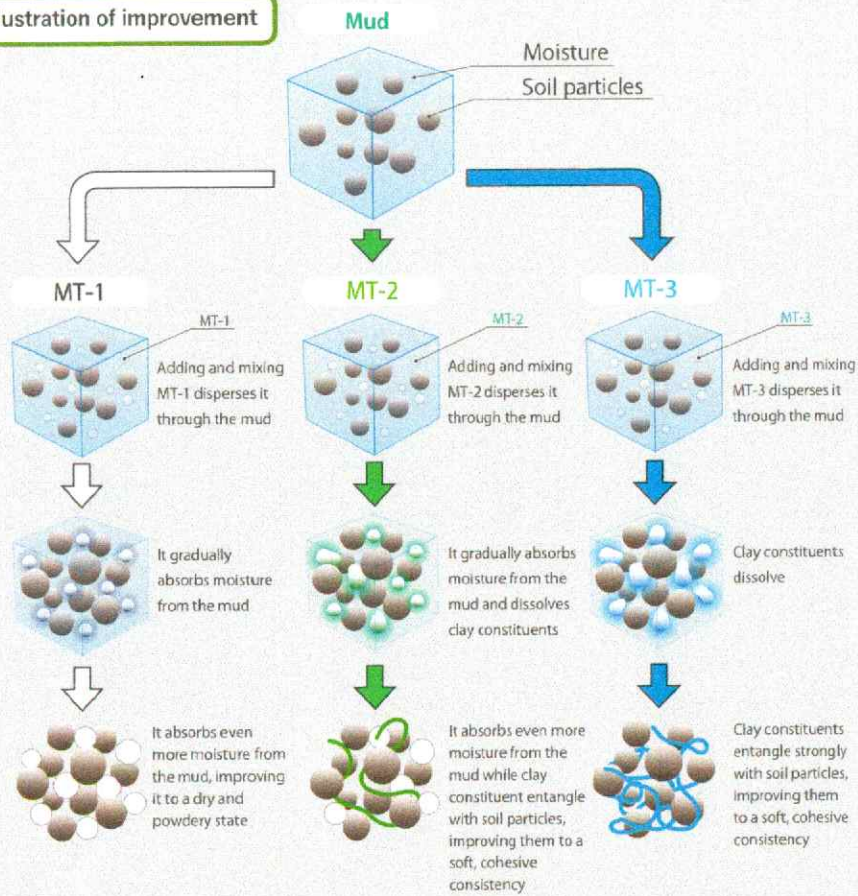 ustration of improvement
Mud
Moisture
Soil particles
MT-1
MT-2
MT-3
MT-1
Adding and mixing
MT-1 disperses it
through the mud
MT-2
Adding and mixing
MT-2 disperses it
through the mud
MT-3
Adding and mixing
MT-3 disperses it
through the mud
It gradually
absorbs moisture
from the mud
It gradually absorbs
moisture from the
mud and dissolves
clay constituents
Clay constituents
dissolve
It absorbs even
more moisture from
the mud, improving
it to a dry and
powdery state
It absorbs even more
moisture from the
mud while clay
constituent entangle
with soil particles,
improving them to a
soft, cohesive
consistency
Clay constituents
entangle strongly
with soil particles,
improving them
to a soft, cohesive
consistency